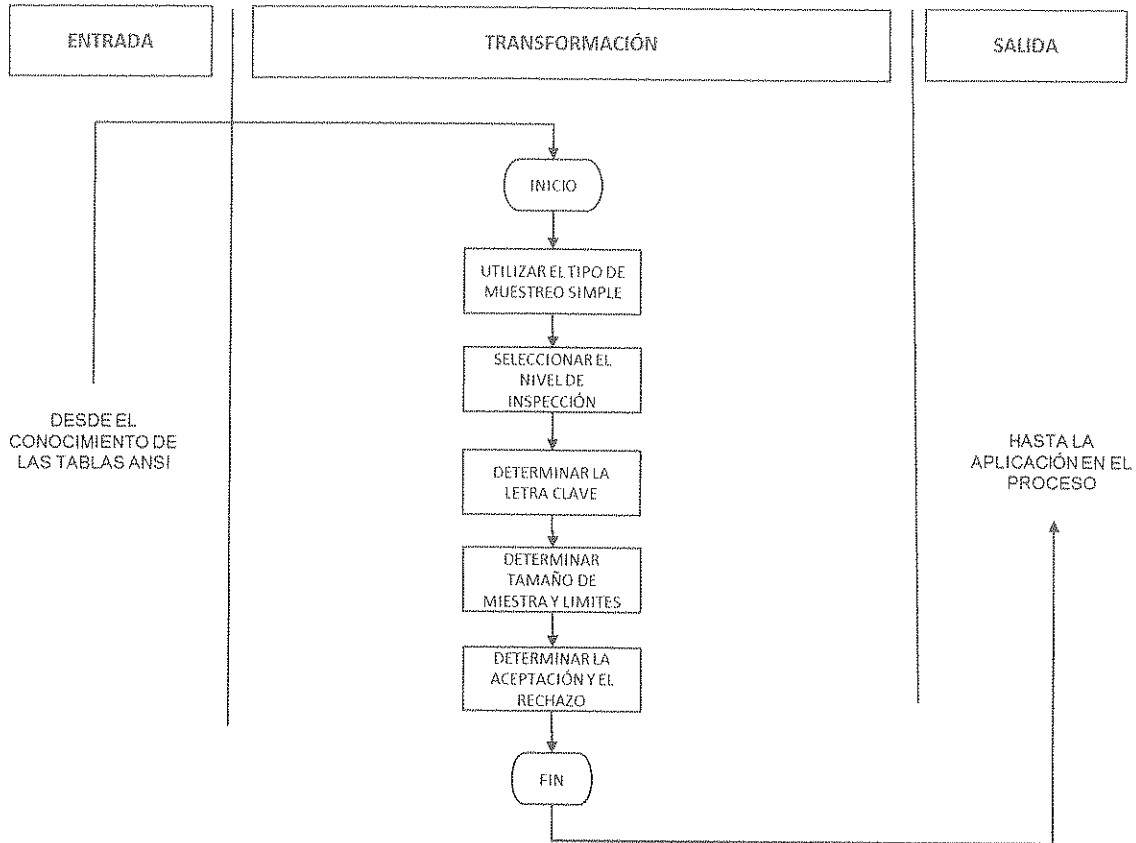 ENTRADA
TRANSFORMACIÓN
SALIDA
INICIO
UTILIZAR EL TIPO DE
MUESTREO SIMPLE
SELECCIONAR EL
NIVEL DE
INSPECCIÓN
DESDE EL
CONOCIMIENTO DE
LAS TABLAS ANSI
DETERMINAR LA
LETRA CLAVE
DETERMINAR
TAMAÑO DE
MIESTRA Y LIMITES
DETERMINAR LA
ACEPTACIÓN Y EL
RECHAZO
FIN
HASTA LA
APLICACIÓN EN EL
PROCESO